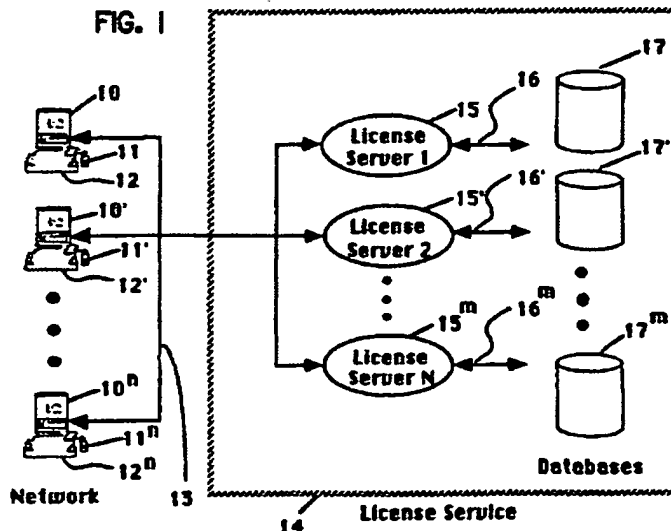 FIG. 1
10
11
12
10'
11'
12'
10ⁿ
11ⁿ
12ⁿ
Network
13
15
License
Server 1
16
17
15'
License
Server 2
16'
17'
15ᵐ
License
Server N
16ᵐ
17ᵐ
Databases
14
License Service